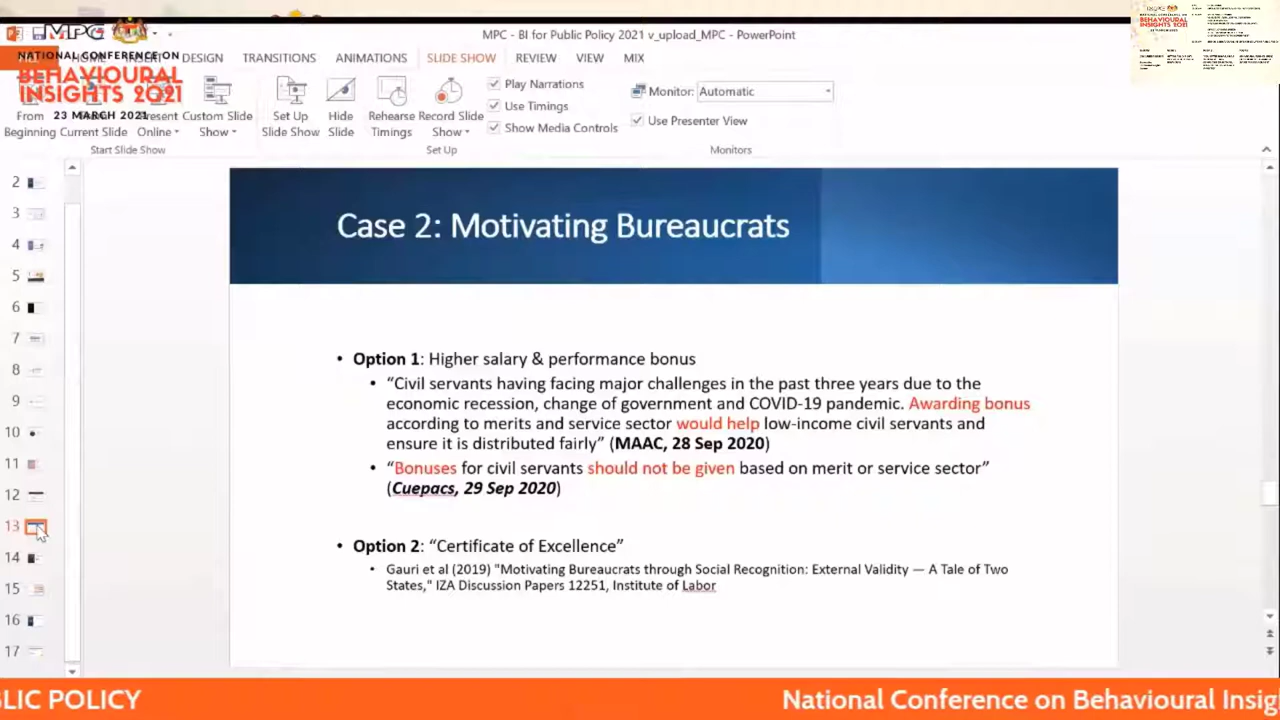 MPC
NATIONAL CONFERENCE ON
BEHAVIOURAL
INSIGHTS 2021
23 MARCH 2021
MPC - BI for Public Policy 2021 v_upload_MPC - PowerPoint
HOME INSERT DESIGN TRANSITIONS ANIMATIONS SLIDE SHOW REVIEW VIEW MIX
From Beginning
Current Slide
Present Online
Custom Slide Show
Set Up Slide Show
Hide Slide
Rehearse Timings
Record Slide Show
Play Narrations
Use Timings
Show Media Controls
Monitor: Automatic
Use Presenter View
Start Slide Show
Set Up
Monitors
BEHAVIOURAL
INSIGHTS 2021
2
3
4
5
6
7
8
9
10
11
12
13
14
15
16
17
Case 2: Motivating Bureaucrats
• Option 1: Higher salary & performance bonus
• “Civil servants having facing major challenges in the past three years due to the
economic recession, change of government and COVID-19 pandemic. Awarding bonus
according to merits and service sector would help low-income civil servants and
ensure it is distributed fairly” (MAAC, 28 Sep 2020)
• “Bonuses for civil servants should not be given based on merit or service sector”
(Cuepacs, 29 Sep 2020)
• Option 2: “Certificate of Excellence”
• Gauri et al (2019) "Motivating Bureaucrats through Social Recognition: External Validity — A Tale of Two
States," IZA Discussion Papers 12251, Institute of Labor
BLIC POLICY
National Conference on Behavioural Insig